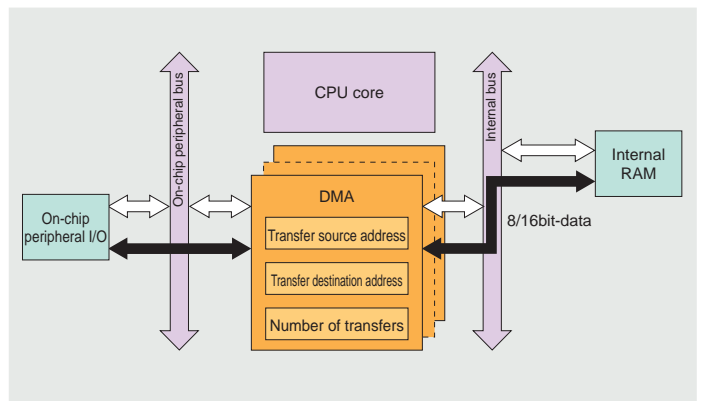 CPU core
On-chip peripheral bus
Internal bus
Internal
RAM
DMA
On-chip
peripheral I/O
Transfer source address
8/16bit-data
Transfer destination address
Number of transfers